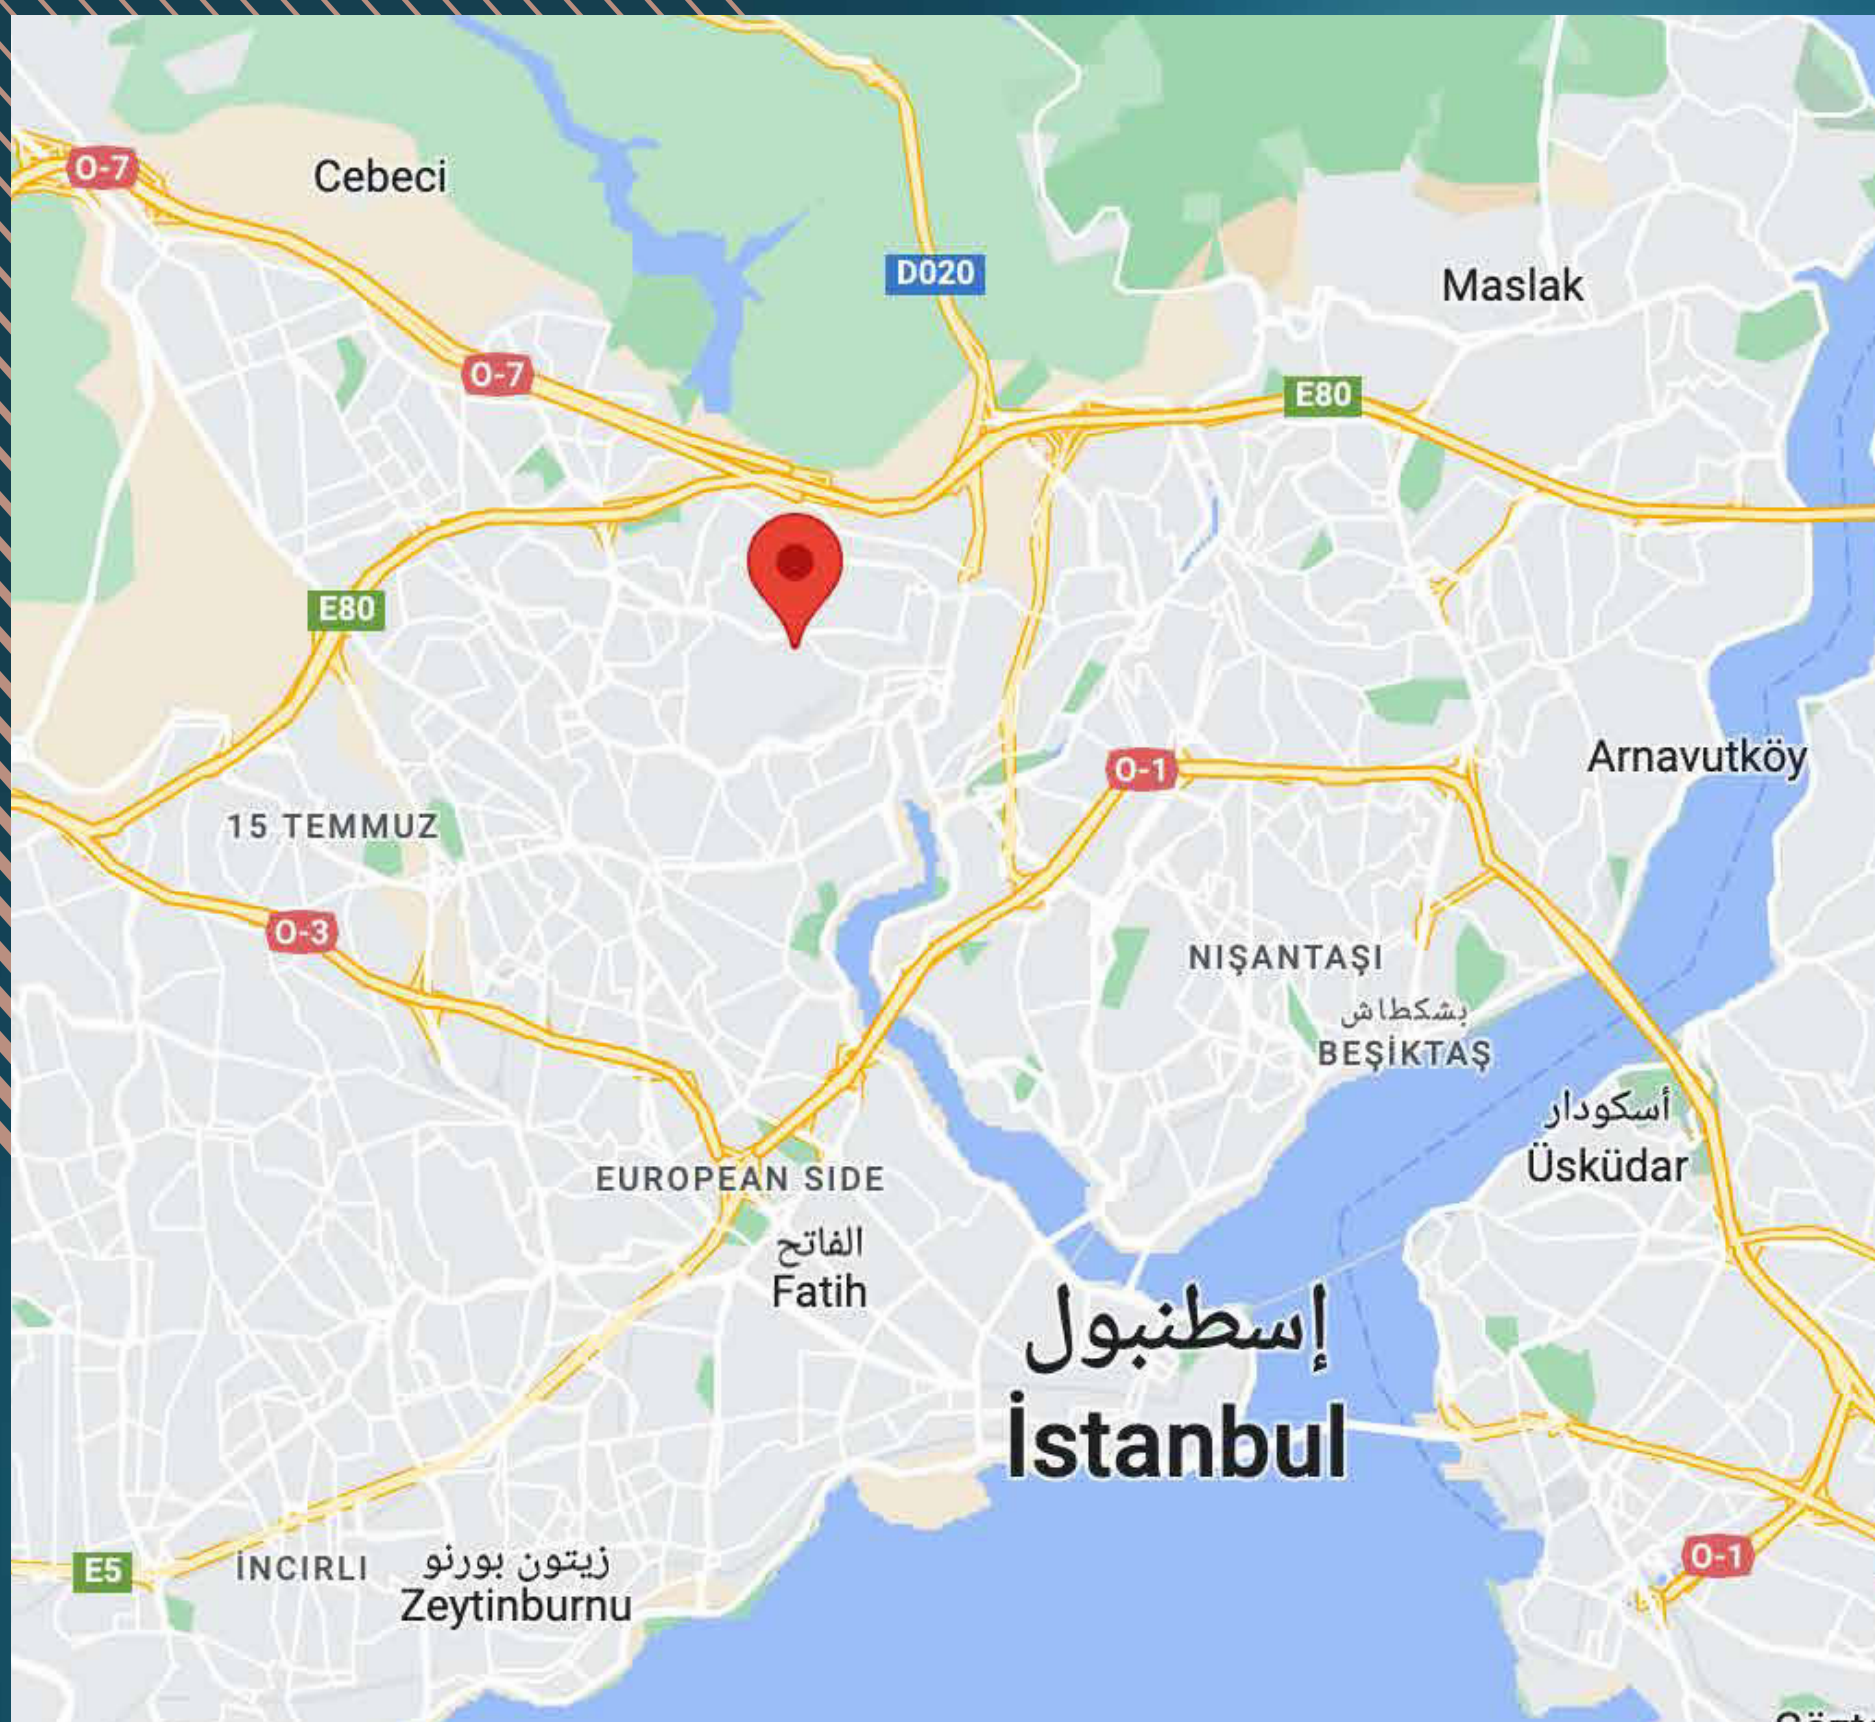 O-7
Cebeci
D020
Maslak
O-7
E80
E80
O-1
Arnavutköy
15 TEMMUZ
O-3
NIŞANTAŞI
بشكطاش
BEŞİKTAŞ
أسكودار
Üsküdar
EUROPEAN SIDE
الفاتح
Fatih
إسطنبول
İstanbul
E5
İNCIRLI
زيتون بورنو
Zeytinburnu
O-1